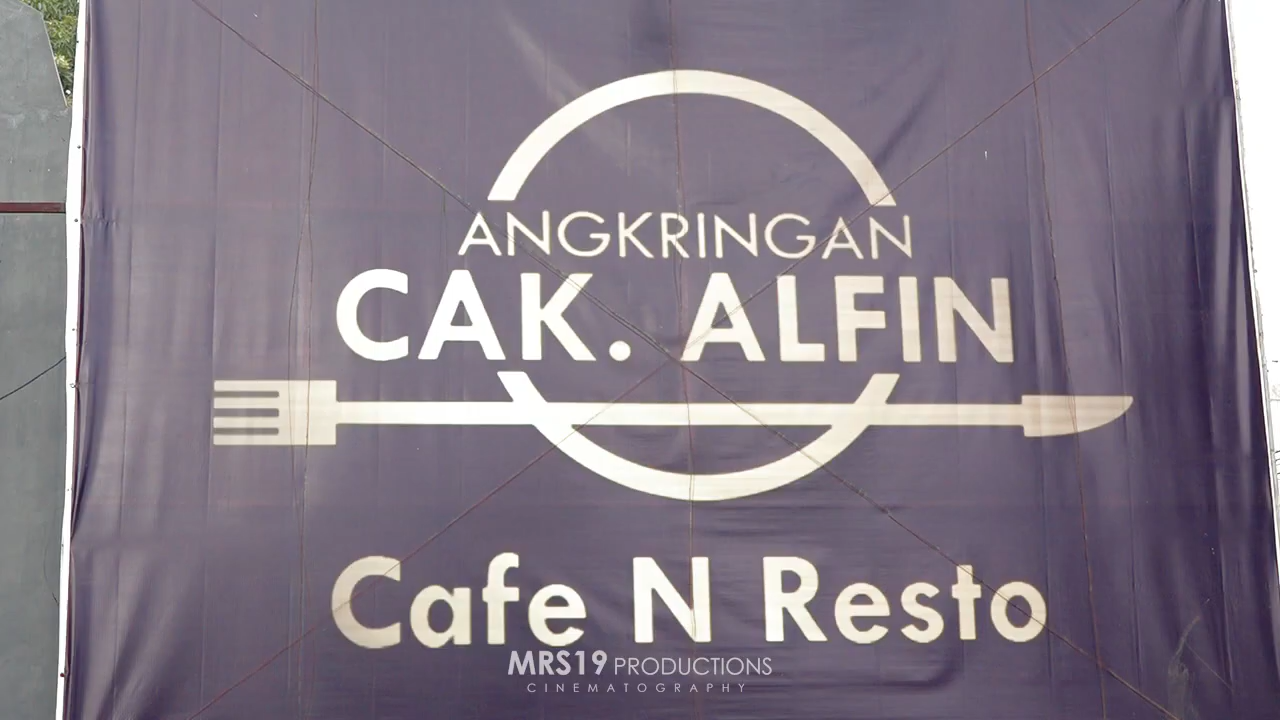 ANGKRINGAN
CAK. ALFIN
Cafe N Resto
MRS19 PRODUCTIONS
CINEMATOGRAPHY